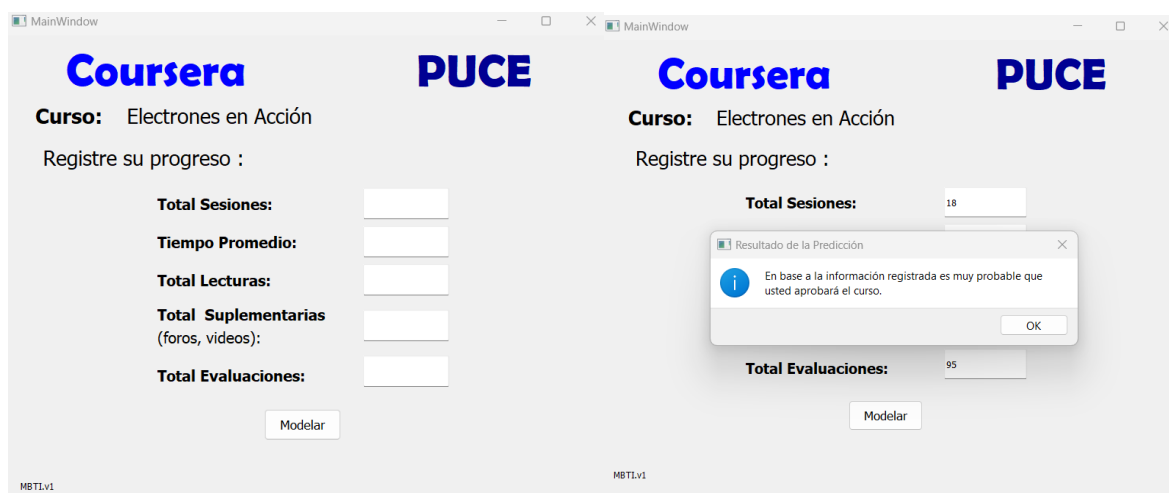 MainWindow
Coursera PUCE
Curso: Electrones en Acción
Registre su progreso :
Total Sesiones:
Tiempo Promedio:
Total Lecturas:
Total Suplementarias
(foros, videos):
Total Evaluaciones:
Modelar
MBTI.v1
MainWindow
Coursera PUCE
Curso: Electrones en Acción
Registre su progreso :
Total Sesiones: 18
Resultado de la Predicción
En base a la información registrada es muy probable que
usted aprobará el curso.
OK
Total Evaluaciones: 95
Modelar
MBTI.v1